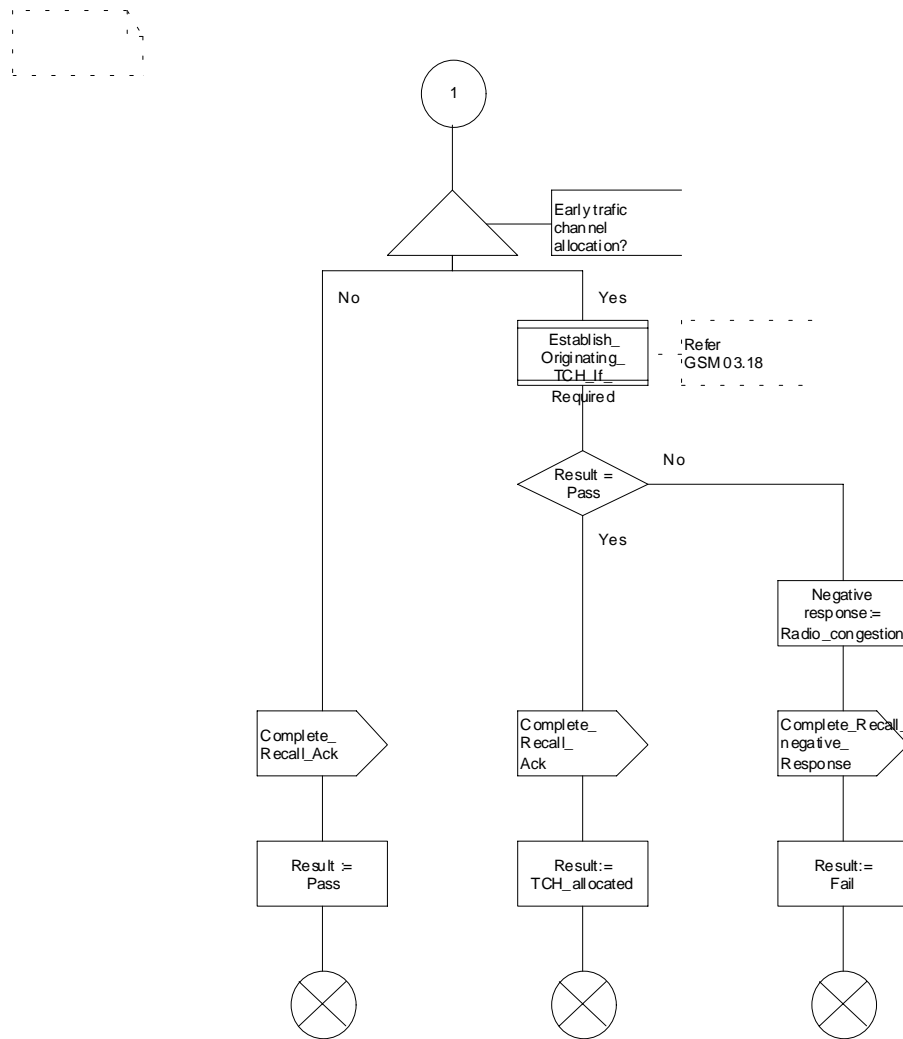 1
Early trafic
channel
allocation?
No
Yes
Establish_
Originating_
TCH_If_
Required
Refer
GSM 03.18
Result =
Pass
No
Yes
Negative
response:=
Radio_congestion
Complete_
Recall_Ack
Complete_
Recall_
Ack
Complete_Recall_
negative_
Response
Result :=
Pass
Result:=
TCH_allocated
Result:=
Fail